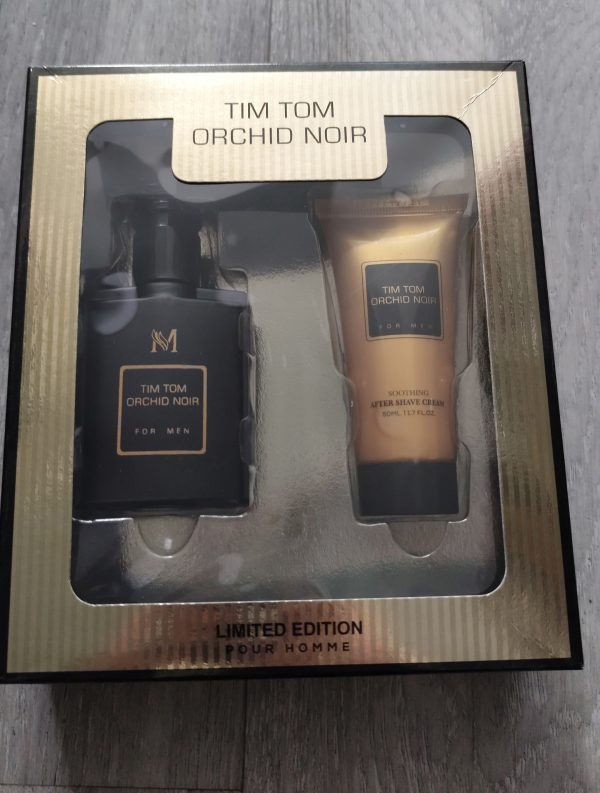 TIM TOM
ORCHID NOIR
M
TIM TOM
ORCHID NOIR
FOR MEN
TIM TOM
ORCHID NOIR
FOR MEN
SOOTHING
AFTER SHAVE CREAM
50ML | 1.7 FL.OZ
LIMITED EDITION
POUR HOMME